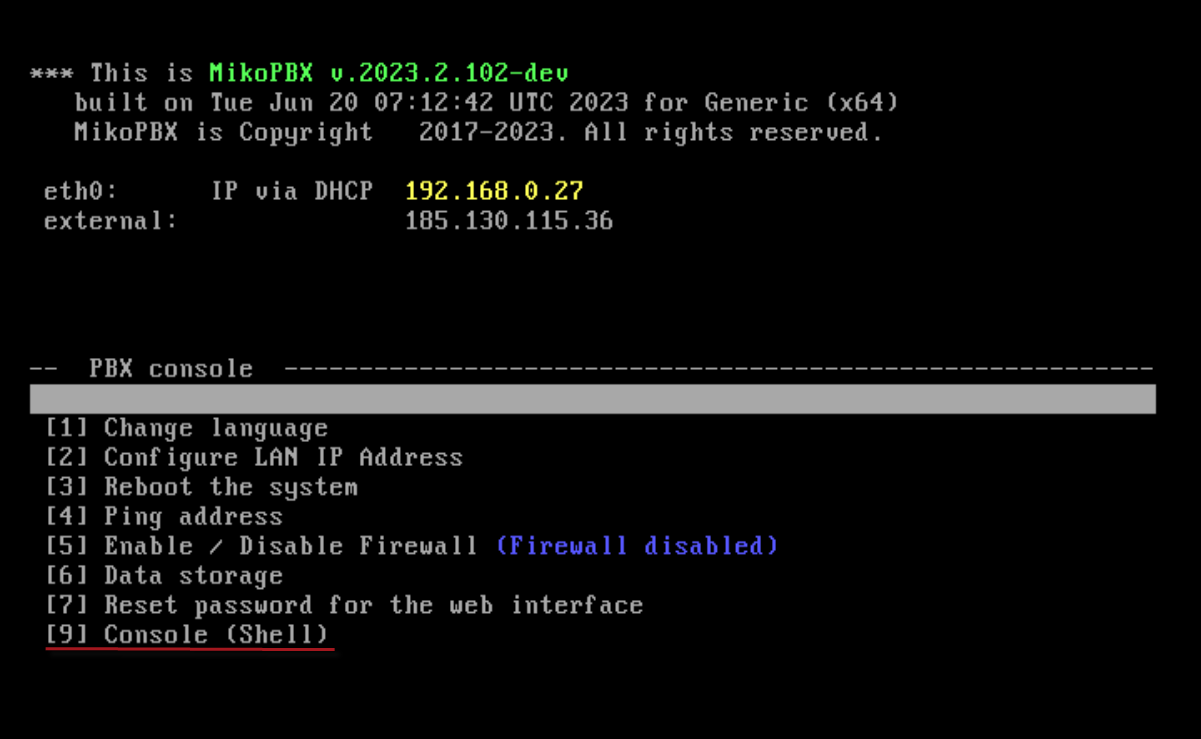 *** This is MikoPBX v.2023.2.102-dev
built on Tue Jun 20 07:12:42 UTC 2023 for Generic (x64)
MikoPBX is Copyright 2017-2023. All rights reserved.
eth0: IP via DHCP 192.168.0.27
external: 185.130.115.36
-- PBX console ----------------------------------------------------------
[1] Change language
[2] Configure LAN IP Address
[3] Reboot the system
[4] Ping address
[5] Enable / Disable Firewall (Firewall disabled)
[6] Data storage
[7] Reset password for the web interface
[9] Console (Shell)